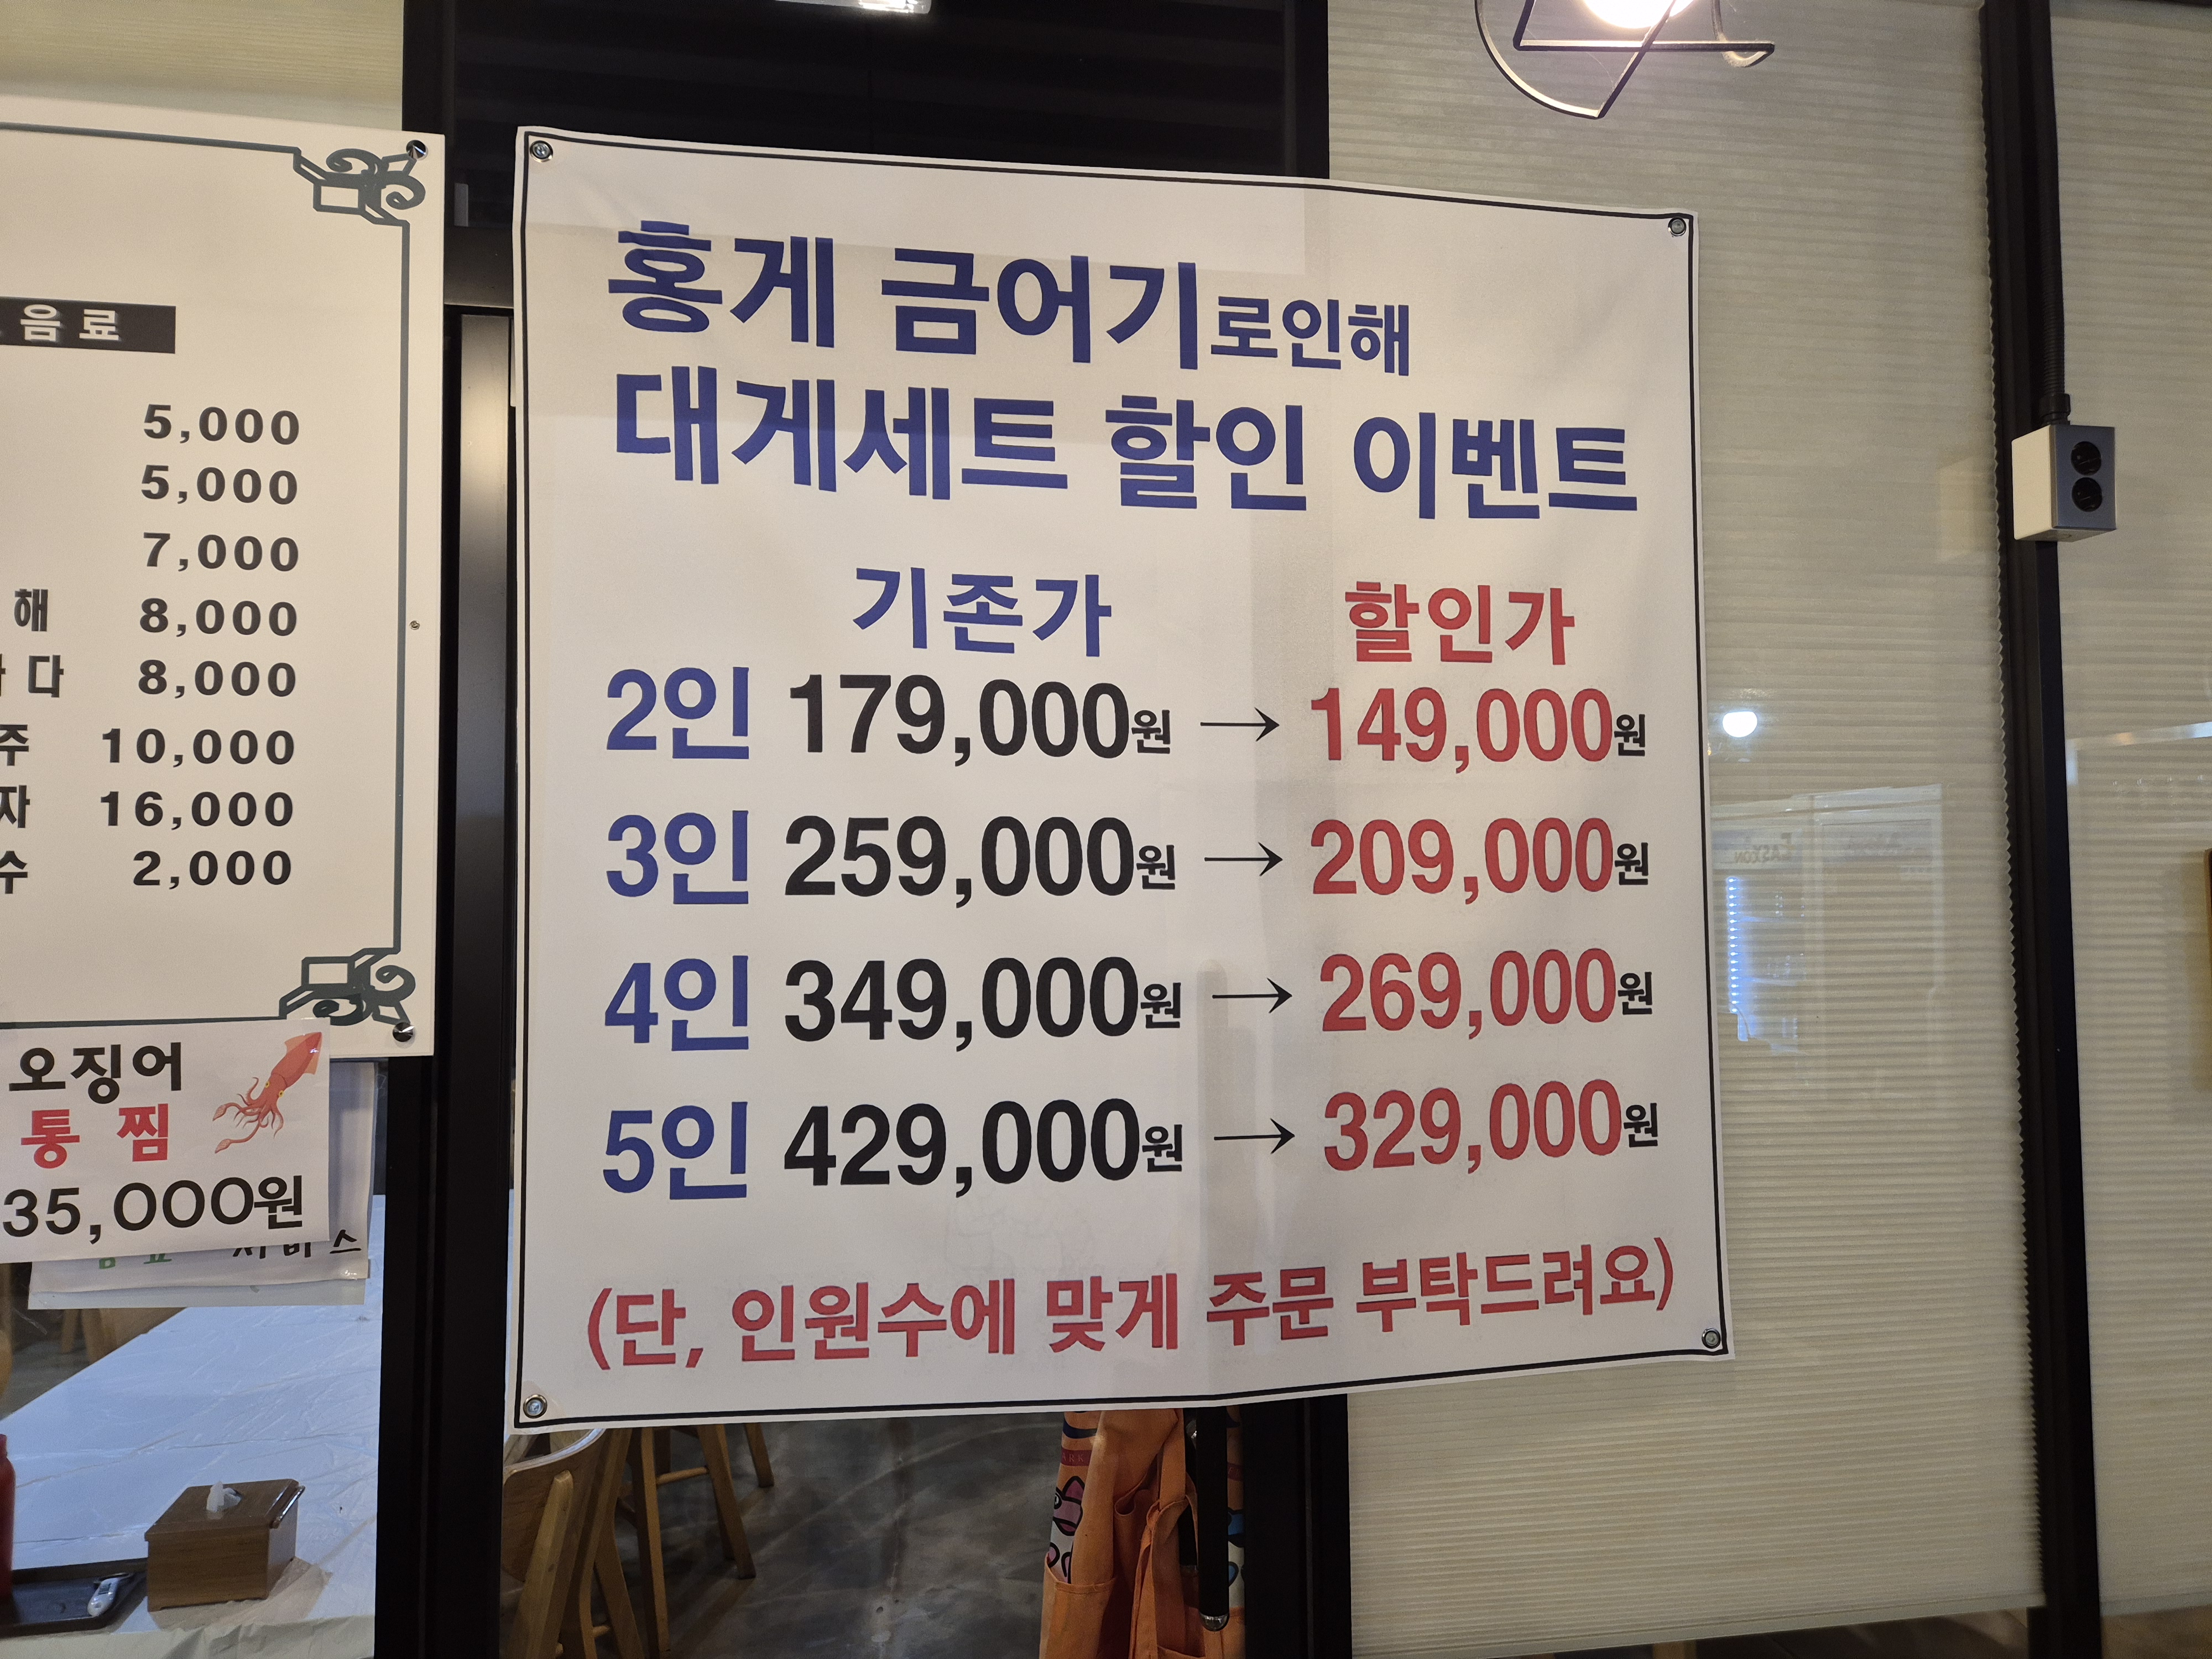 음료
5,000
5,000
7,000
해 8,000
다 8,000
주 10,000
자 16,000
수 2,000
오징어
통찜
35,000원
서비스
홍게 금어기로인해
대게세트 할인 이벤트
기존가 할인가
2인 179,000원 → 149,000원
3인 259,000원 → 209,000원
4인 349,000원 → 269,000원
5인 429,000원 → 329,000원
(단, 인원수에 맞게 주문 부탁드려요)